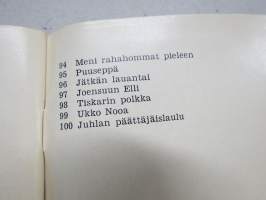 94 Meni rahahommat pieleen
95 Puuseppä
96 Jätkän lauantai
97 Joensuun Elli
98 Tiskarin polkka
99 Ukko Nooa
100 Juhlan päättäjäislaulu